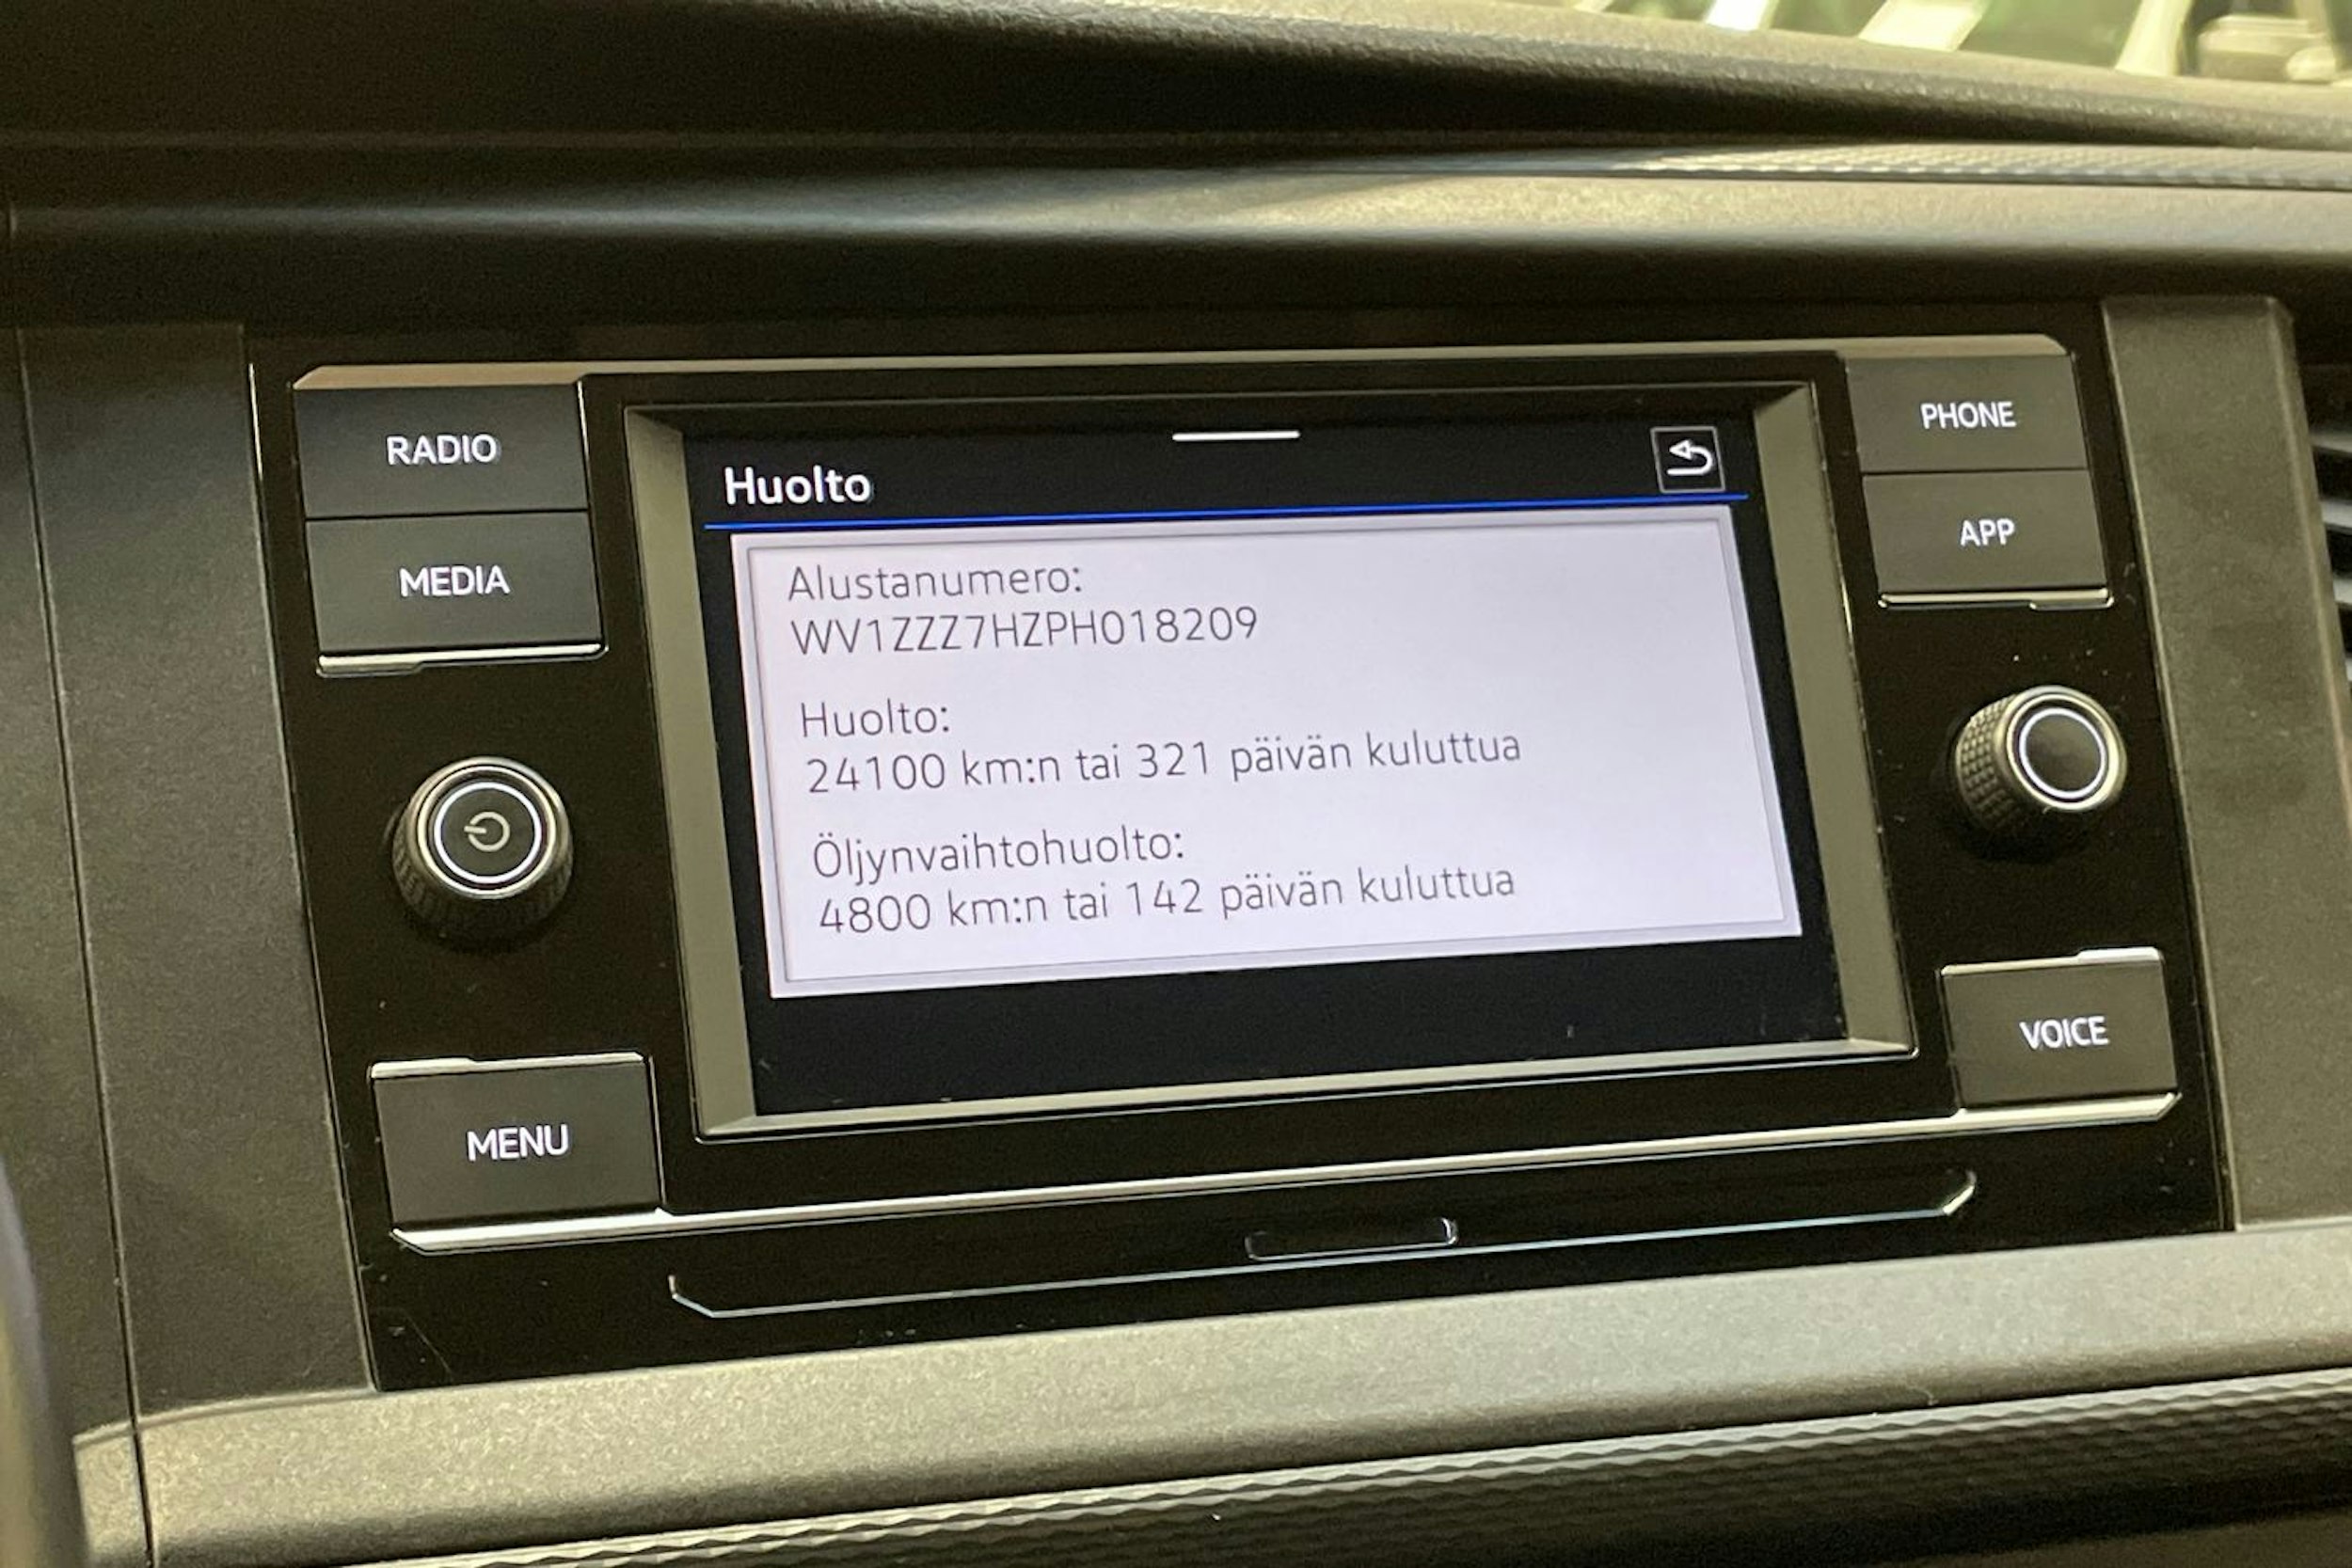 RADIO
MEDIA
MENU
Huolto
Alustanumero:
WV1ZZZ7HZPH018209
Huolto:
24100 km:n tai 321 päivän kuluttua
Öljynvaihtohuolto:
4800 km:n tai 142 päivän kuluttua
PHONE
APP
VOICE